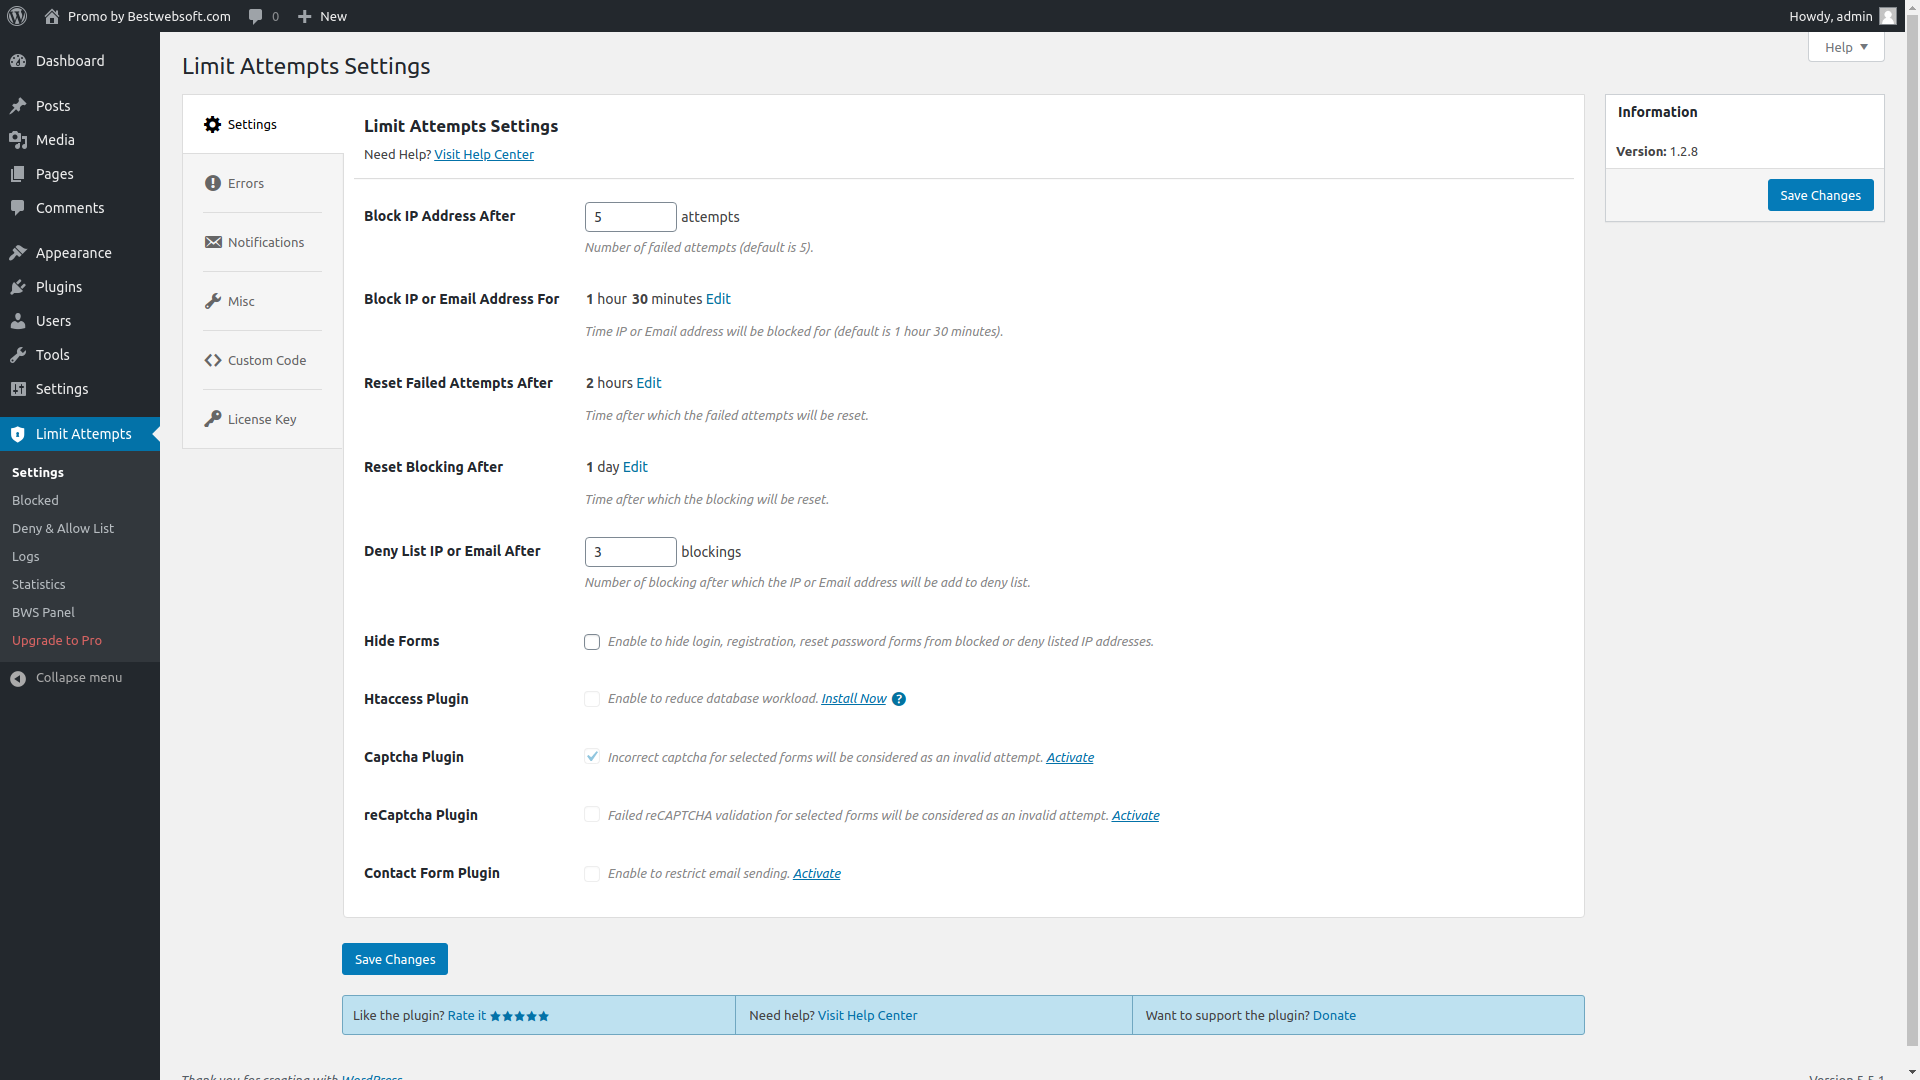 Promo by Bestwebsoft.com 0 New Howdy, admin
Help
Dashboard
Posts
Media
Pages
Comments
Appearance
Plugins
Users
Tools
Settings
Limit Attempts
Settings
Blocked
Deny & Allow List
Logs
Statistics
BWS Panel
Upgrade to Pro
Collapse menu
Limit Attempts Settings
Settings
Errors
Notifications
Misc
Custom Code
License Key
Limit Attempts Settings
Need Help? Visit Help Center
Block IP Address After 5 attempts
Number of failed attempts (default is 5).
Block IP or Email Address For 1 hour 30 minutes Edit
Time IP or Email address will be blocked for (default is 1 hour 30 minutes).
Reset Failed Attempts After 2 hours Edit
Time after which the failed attempts will be reset.
Reset Blocking After 1 day Edit
Time after which the blocking will be reset.
Deny List IP or Email After 3 blockings
Number of blocking after which the IP or Email address will be add to deny list.
Hide Forms Enable to hide login, registration, reset password forms from blocked or deny listed IP addresses.
Htaccess Plugin Enable to reduce database workload. Install Now ?
Captcha Plugin Incorrect captcha for selected forms will be considered as an invalid attempt. Activate
reCaptcha Plugin Failed reCAPTCHA validation for selected forms will be considered as an invalid attempt. Activate
Contact Form Plugin Enable to restrict email sending. Activate
Save Changes
Like the plugin? Rate it ★★★★★
Need help? Visit Help Center
Want to support the plugin? Donate
Information
Version: 1.2.8
Save Changes
Thank you for creating with WordPress
Version 5.5.1